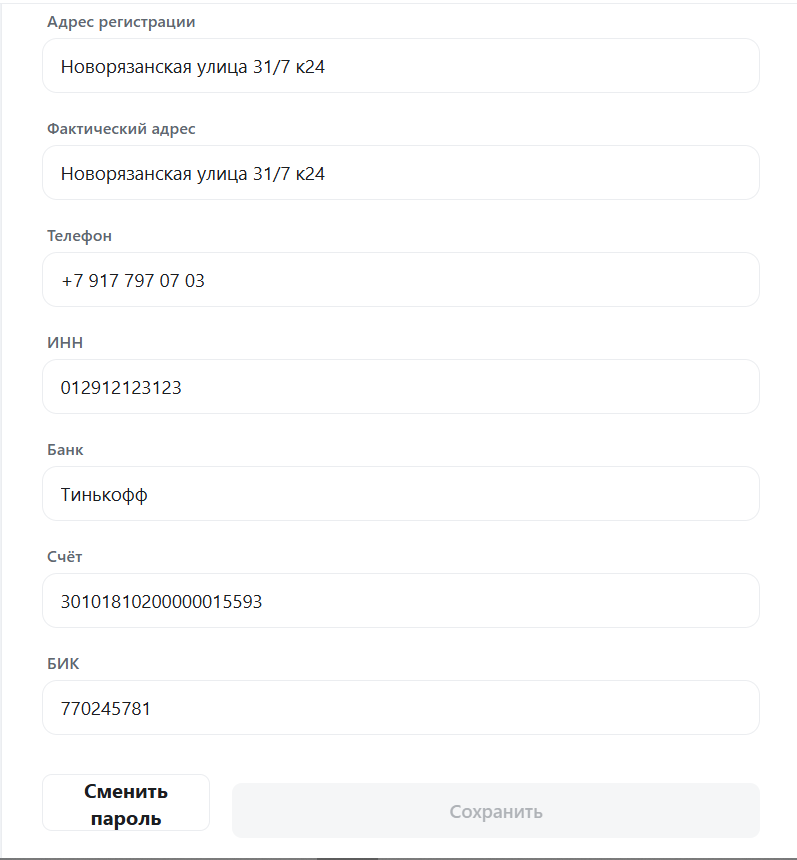 Адрес регистрации
Новорязанская улица 31/7 к24
Фактический адрес
Новорязанская улица 31/7 к24
Телефон
+7 917 797 07 03
ИНН
012912123123
Банк
Тинькофф
Счёт
30101810200000015593
БИК
770245781
Сменить
пароль
Сохранить